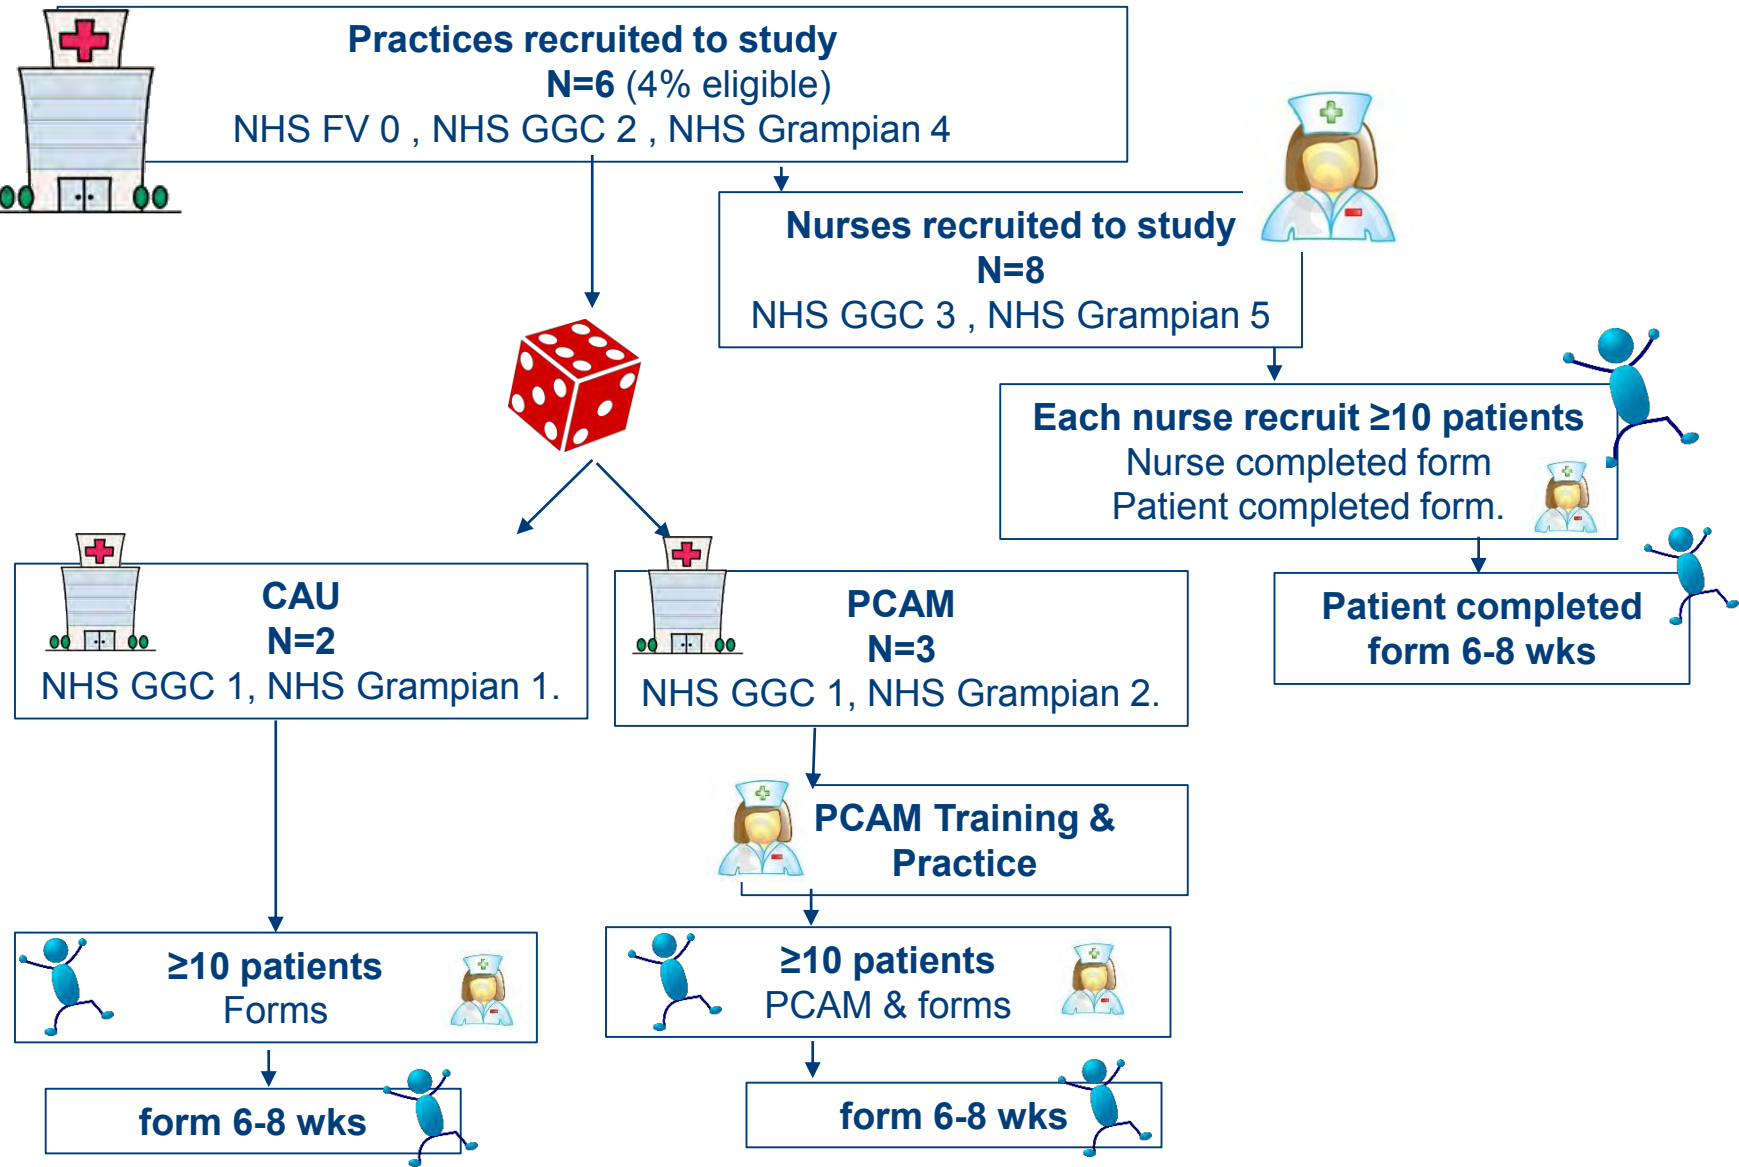 Practices recruited to study
N=6 (4% eligible)
NHS FV 0 , NHS GGC 2 , NHS Grampian 4
Nurses recruited to study
N=8
NHS GGC 3 , NHS Grampian 5
Each nurse recruit ≥10 patients
Nurse completed form
Patient completed form.
Patient completed
form 6-8 wks
CAU
N=2
NHS GGC 1, NHS Grampian 1.
PCAM
N=3
NHS GGC 1, NHS Grampian 2.
PCAM Training &
Practice
≥10 patients
Forms
≥10 patients
PCAM & forms
form 6-8 wks
form 6-8 wks